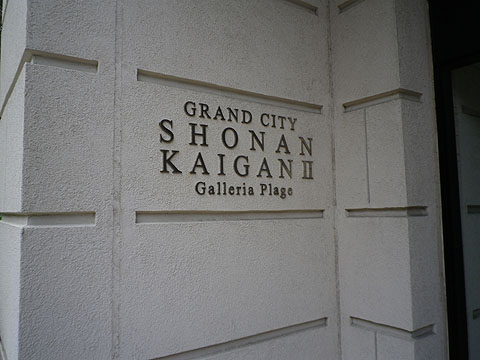 GRAND CITY
SHONAN
KAIGAN II
Galleria Plage